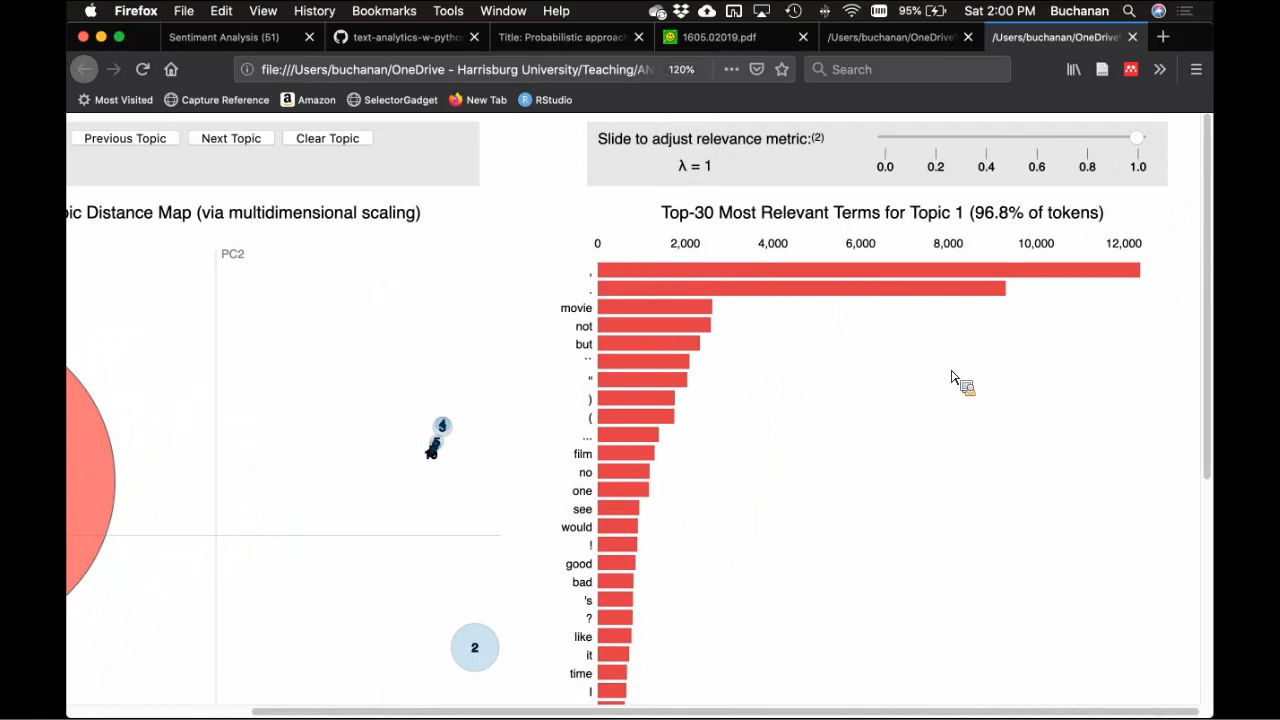 Firefox File Edit View History Bookmarks Tools Window Help 95% Sat 2:00 PM Buchanan
Sentiment Analysis (51) text-analytics-w-python- Title: Probabilistic approach 1605.02019.pdf /Users/buchanan/OneDrive /Users/buchanan/OneDrive
file:///Users/buchanan/OneDrive - Harrisburg University/Teaching/AN 120% Search
Most Visited Capture Reference Amazon SelectorGadget New Tab RStudio
Previous Topic Next Topic Clear Topic
Slide to adjust relevance metric:(2)
λ = 1
0.0 0.2 0.4 0.6 0.8 1.0
ic Distance Map (via multidimensional scaling)
Top-30 Most Relevant Terms for Topic 1 (96.8% of tokens)
0 2,000 4,000 6,000 8,000 10,000 12,000
PC2
,
.
movie
not
but
``
"
)
(
...
film
no
one
see
would
!
good
bad
's
?
like
it
time
I
2